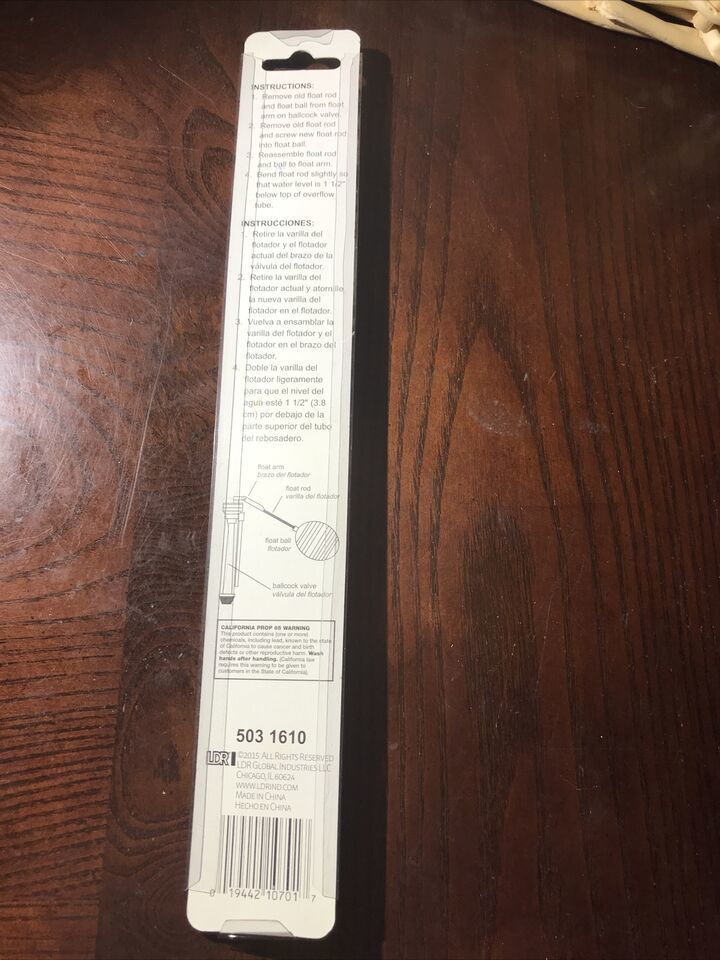 INSTRUCTIONS:
1. Remove old float rod
and float ball from float
arm on ballcock valve.
2. Remove old float rod
and screw new float rod
into float ball.
3. Reassemble float rod
and ball to float arm.
4. Bend float rod slightly so
that water level is 1 1/2"
below top of overflow
tube.
INSTRUCCIONES:
1. Retire la varilla del
flotador y el flotador
actual del brazo de la
válvula del flotador.
2. Retire la varilla del
flotador actual y atornille
la nueva varilla del
flotador en el flotador.
3. Vuelva a ensamblar la
varilla del flotador y el
flotador en el brazo del
flotador.
4. Doble la varilla del
flotador ligeramente
para que el nivel del
agua esté 1 1/2" (3.8
cm) por debajo de la
parte superior del tubo
del rebosadero.
float arm
brazo del flotador
float rod
varilla del flotador
float ball
flotador
ballcock valve
válvula del flotador
CALIFORNIA PROP 65 WARNING
This product contains (one or more)
chemicals, including lead, known to the state
of California to cause cancer and birth
defects or other reproductive harm. Wash
hands after handling. (California law
requires this warning to be given to
customers in the State of California).
503 1610
LDR
©2015 ALL RIGHTS RESERVED
LDR GLOBAL INDUSTRIES LLC
CHICAGO, IL 60624
WWW.LDRIND.COM
MADE IN CHINA
HECHO EN CHINA
0 19442 10701 7